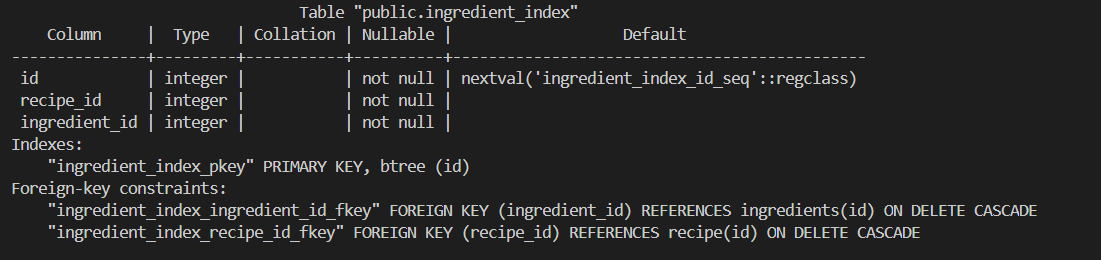 Table "public.ingredient_index"
    Column     |  Type   | Collation | Nullable |                   Default
---------------+---------+-----------+----------+----------------------------------------------
 id            | integer |           | not null | nextval('ingredient_index_id_seq'::regclass)
 recipe_id     | integer |           | not null |
 ingredient_id | integer |           | not null |
Indexes:
    "ingredient_index_pkey" PRIMARY KEY, btree (id)
Foreign-key constraints:
    "ingredient_index_ingredient_id_fkey" FOREIGN KEY (ingredient_id) REFERENCES ingredients(id) ON DELETE CASCADE
    "ingredient_index_recipe_id_fkey" FOREIGN KEY (recipe_id) REFERENCES recipe(id) ON DELETE CASCADE